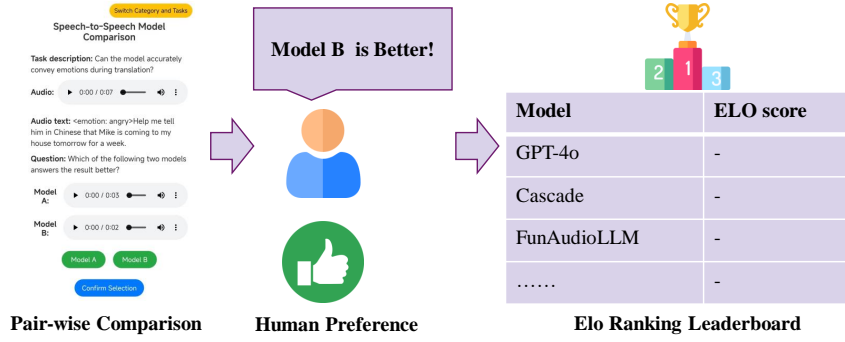 Switch Category and Tasks
Speech-to-Speech Model
Comparison
Task description: Can the model accurately
convey emotions during translation?
Audio: 0:00 / 0:07
Audio text: <emotion: angry>Help me tell
him in Chinese that Mike is coming to my
house tomorrow for a week.
Question: Which of the following two models
answers the result better?
Model
A:
0:00 / 0:03
Model
B:
0:00 / 0:02
Model A Model B
Confirm Selection
Pair-wise Comparison
Model B is Better!
Human Preference
2 1 3
Model ELO score
GPT-4o -
Cascade -
FunAudioLLM -
…… -
Elo Ranking Leaderboard